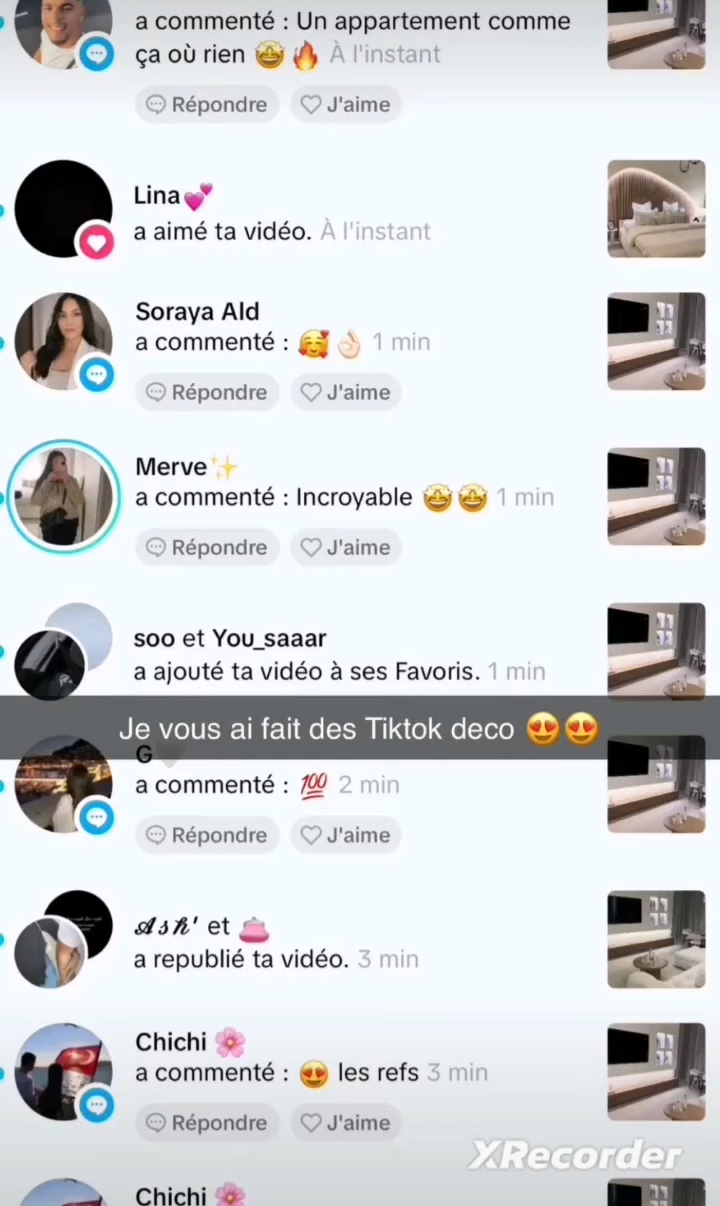 a commenté : Un appartement comme
ça où rien 🤩🔥 À l'instant
Répondre J'aime
Lina💕
a aimé ta vidéo. À l'instant
Soraya Ald
a commenté : 🥰👌🏻 1 min
Répondre J'aime
Merve✨
a commenté : Incroyable 🤩🤩 1 min
Répondre J'aime
soo et You_saaar
a ajouté ta vidéo à ses Favoris. 1 min
Je vous ai fait des Tiktok deco 😍😍
G🤍
a commenté : 💯 2 min
Répondre J'aime
𝒜𝓈𝒽' et 👛
a republié ta vidéo. 3 min
Chichi 🌸
a commenté : 😍 les refs 3 min
Répondre J'aime
XRecorder
Chichi 🌸